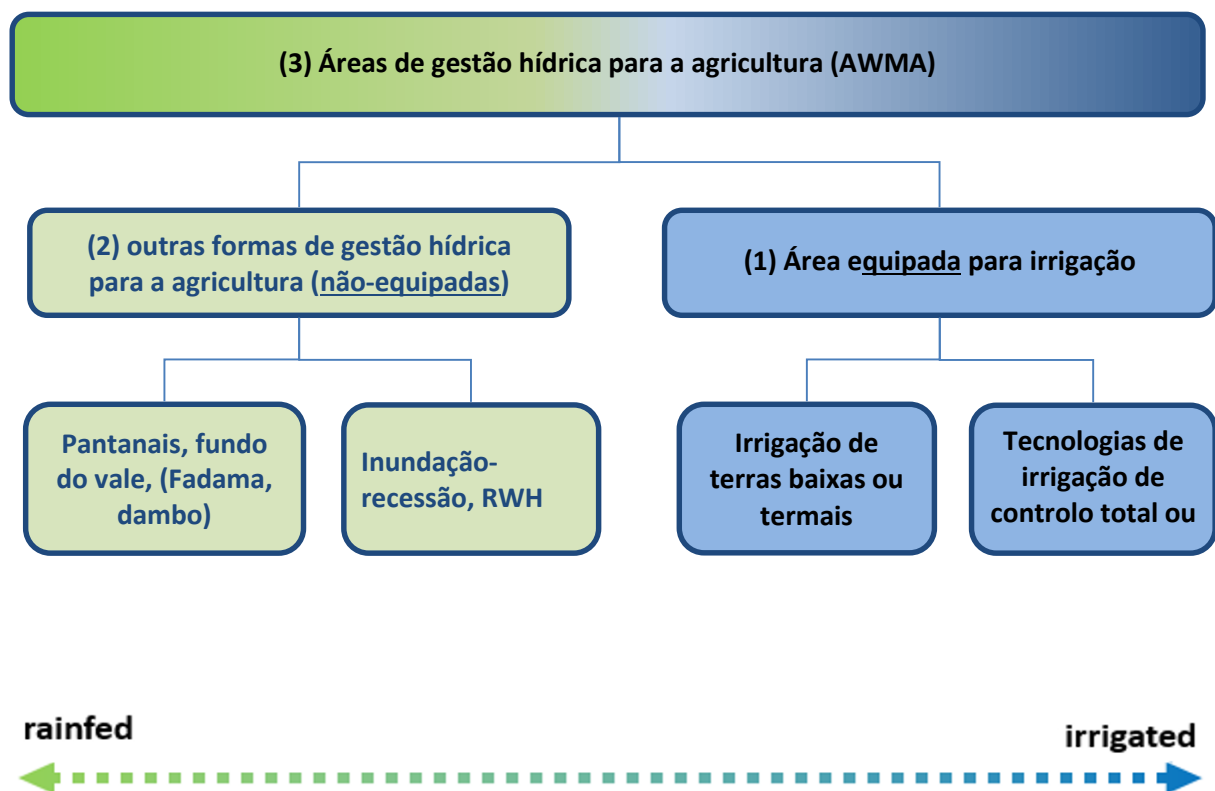 (3) Áreas de gestão hídrica para a agricultura (AWMA)
(2) outras formas de gestão hídrica
para a agricultura (não-equipadas)
(1) Área equipada para irrigação
Pantanais, fundo
do vale, (Fadama,
dambo)
Inundação-
recessão, RWH
Irrigação de
terras baixas ou
termais
Tecnologias de
irrigação de
controlo total ou
rainfed
irrigated